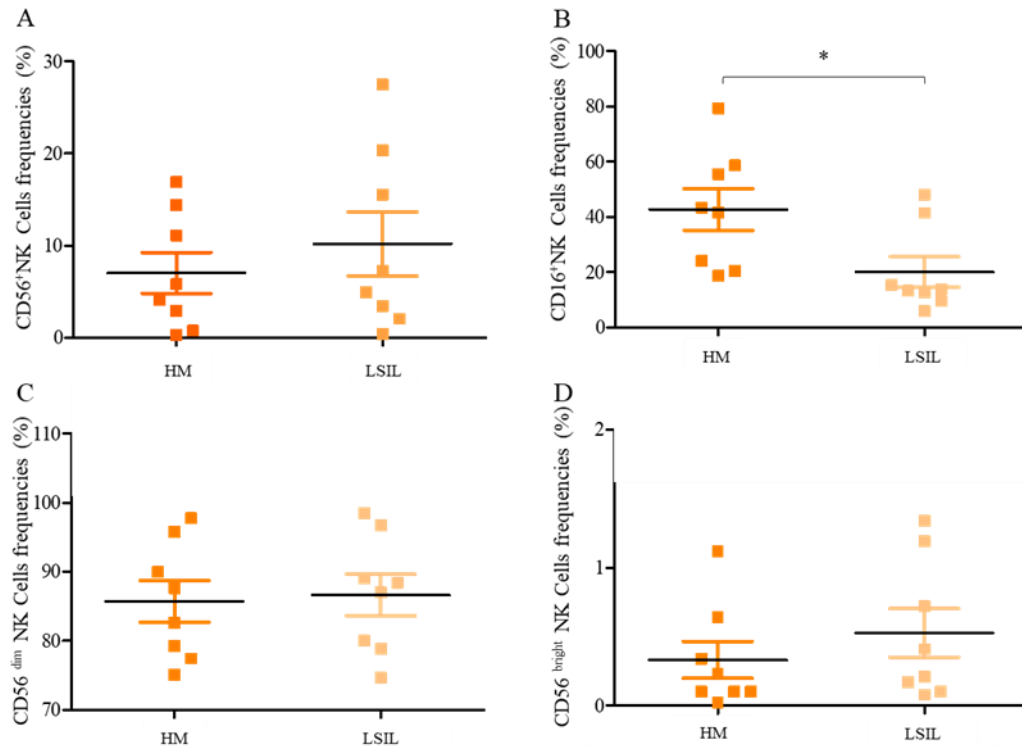 A
CD56⁺NK Cells frequencies (%)
30
20
10
0
HM
LSIL
B
CD16⁺NK Cells frequencies (%)
100
80
60
40
20
0
*
HM
LSIL
C
CD56 dim NK Cells frequencies (%)
110
100
90
80
70
HM
LSIL
D
CD56 bright NK Cells frequencies (%)
2
1
0
HM
LSIL